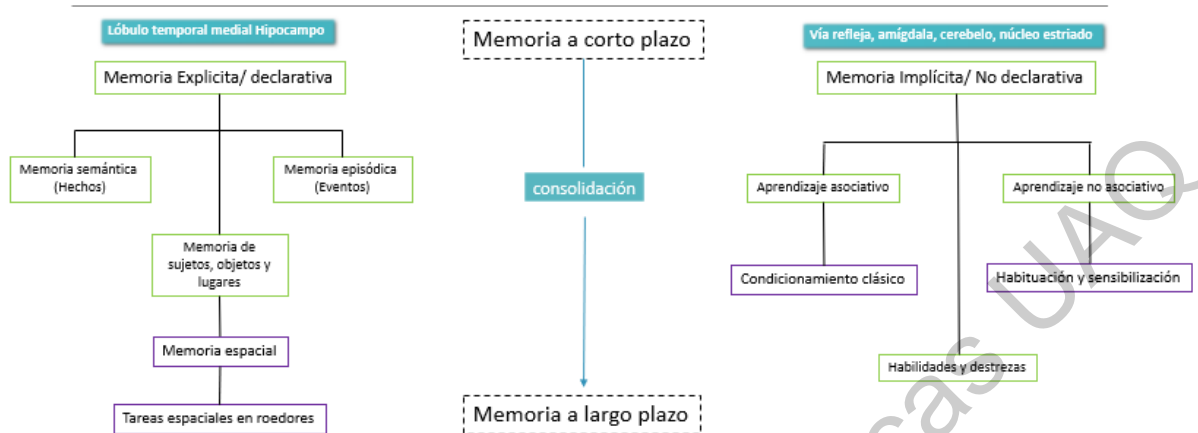 Lóbulo temporal medial Hipocampo
Memoria Explicita/ declarativa
Memoria semántica
(Hechos)
Memoria episódica
(Eventos)
Memoria de
sujetos, objetos y
lugares
Memoria espacial
Tareas espaciales en roedores
Memoria a corto plazo
consolidación
Memoria a largo plazo
Vía refleja, amígdala, cerebelo, núcleo estriado
Memoria Implícita/ No declarativa
Aprendizaje asociativo
Aprendizaje no asociativo
Condicionamiento clásico
Habituación y sensibilización
Habilidades y destrezas
cas UAQ